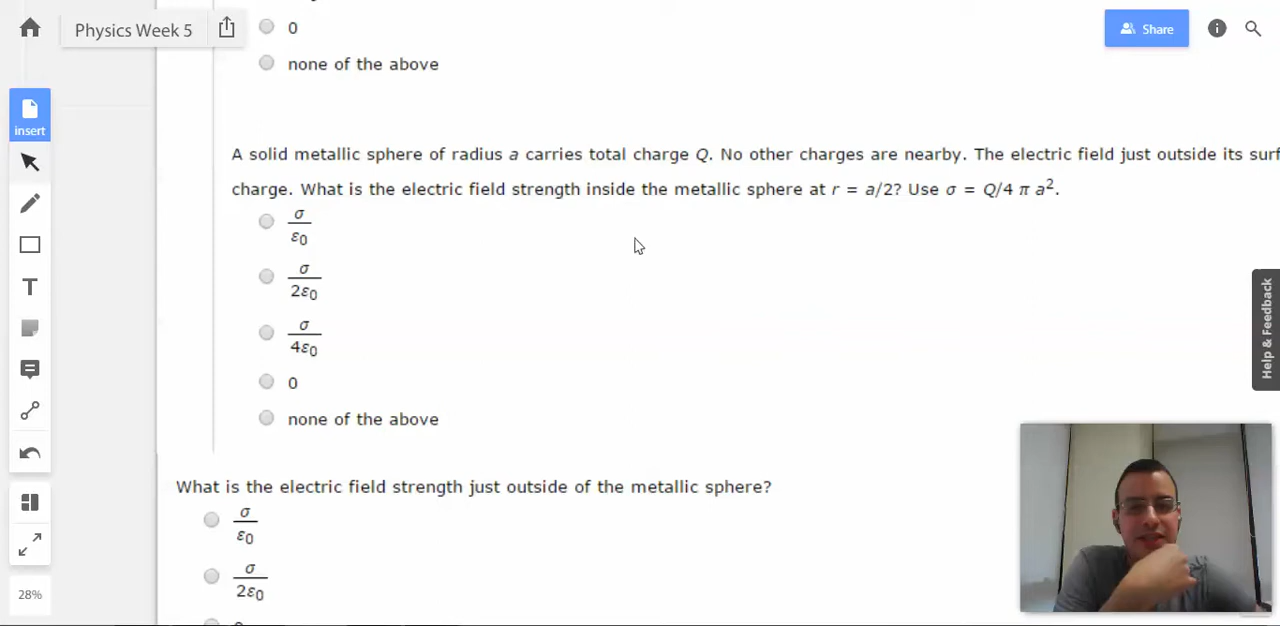 Physics Week 5
Share
0
none of the above
insert
A solid metallic sphere of radius a carries total charge Q. No other charges are nearby. The electric field just outside its surf
charge. What is the electric field strength inside the metallic sphere at r = a/2? Use σ = Q/4 π a².
σ
ε₀
σ
2ε₀
σ
4ε₀
0
none of the above
T
Help & Feedback
What is the electric field strength just outside of the metallic sphere?
σ
ε₀
σ
2ε₀
28%